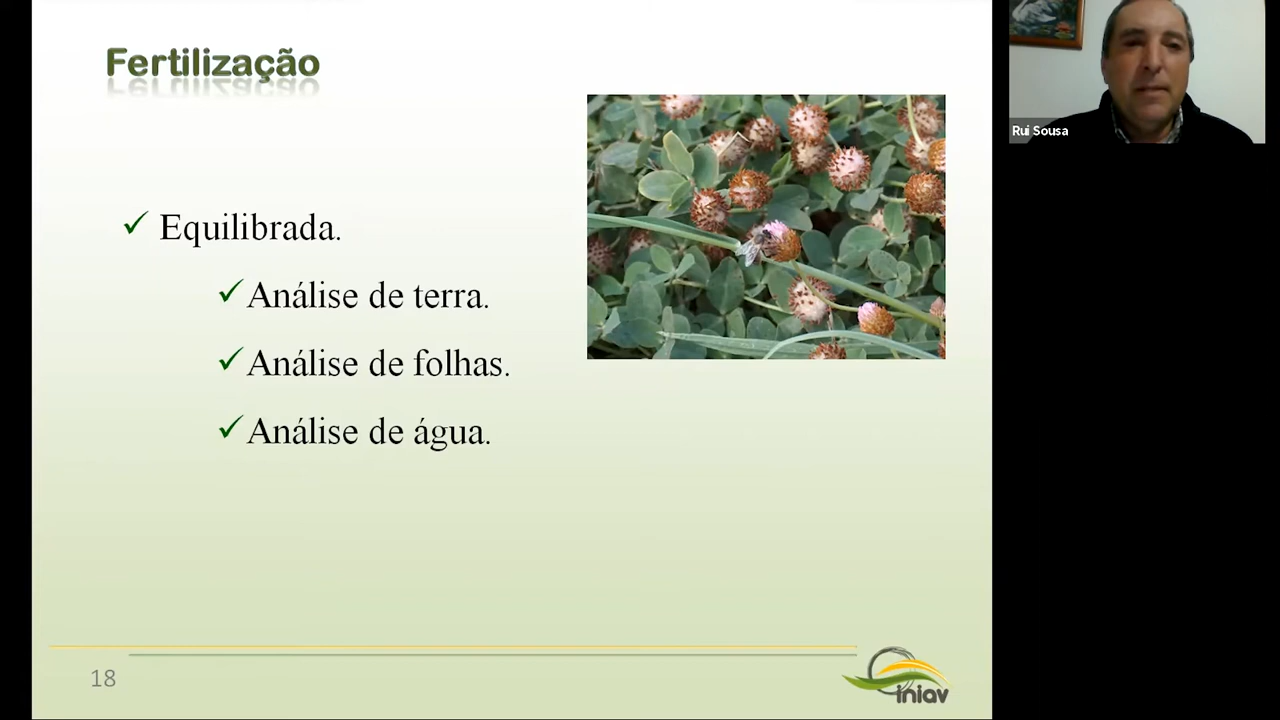 Fertilização
✓ Equilibrada.
✓ Análise de terra.
✓ Análise de folhas.
✓ Análise de água.
18
iniav
Rui Sousa